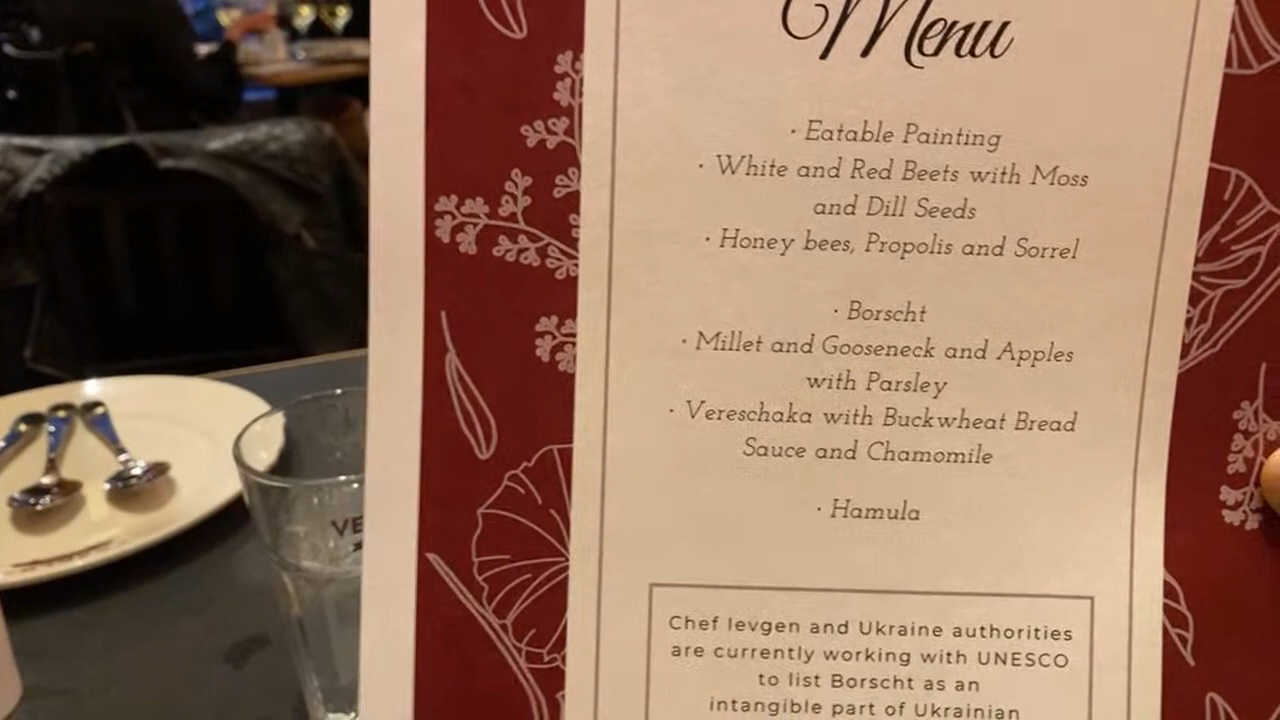 Menu
· Eatable Painting
· White and Red Beets with Moss
and Dill Seeds
· Honey bees, Propolis and Sorrel
· Borscht
· Millet and Gooseneck and Apples
with Parsley
· Vereschaka with Buckwheat Bread
Sauce and Chamomile
· Hamula
Chef Ievgen and Ukraine authorities
are currently working with UNESCO
to list Borscht as an
intangible part of Ukrainian
VE